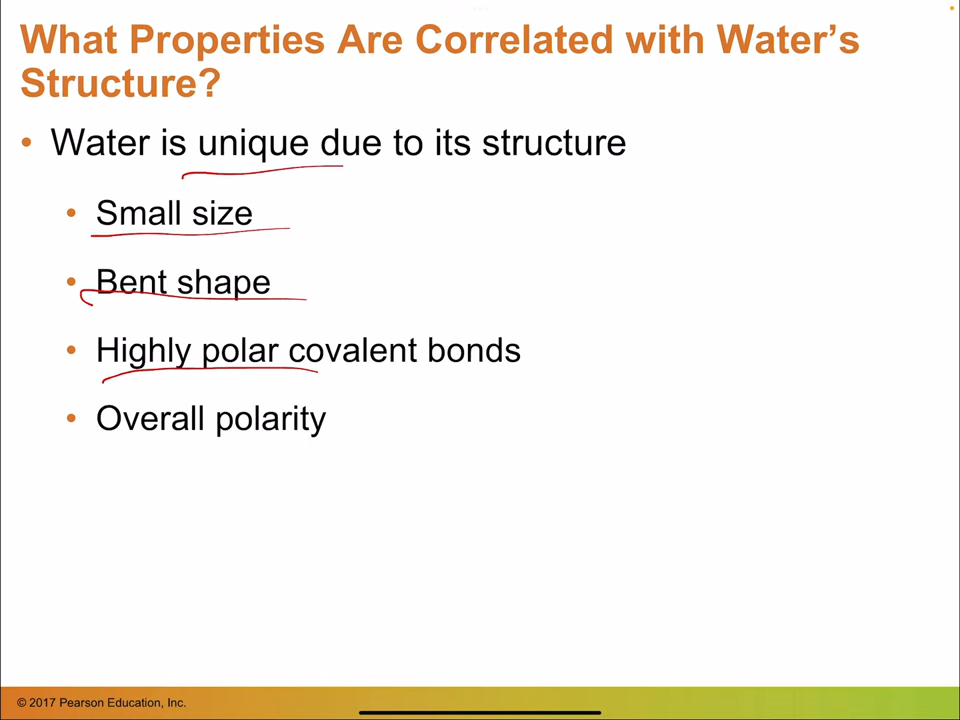 What Properties Are Correlated with Water’s
Structure?
• Water is unique due to its structure
• Small size
• Bent shape
• Highly polar covalent bonds
• Overall polarity
© 2017 Pearson Education, Inc.